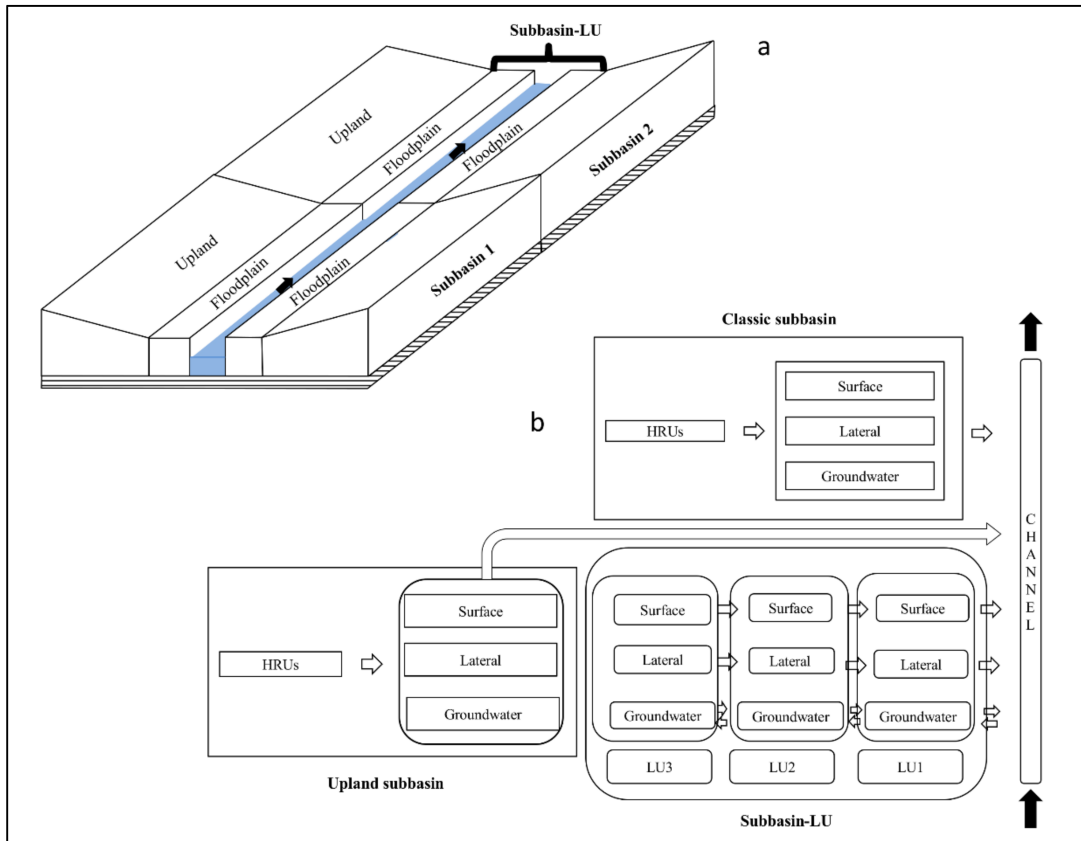 Subbasin-LU
a
Upland
Floodplain
Floodplain
Subbasin 2
Upland
Floodplain
Floodplain
Subbasin 1
Classic subbasin
b
HRUs
Surface
Lateral
Groundwater
CHANNEL
HRUs
Surface
Lateral
Groundwater
Upland subbasin
Surface
Surface
Surface
Lateral
Lateral
Lateral
Groundwater
Groundwater
Groundwater
LU3
LU2
LU1
Subbasin-LU